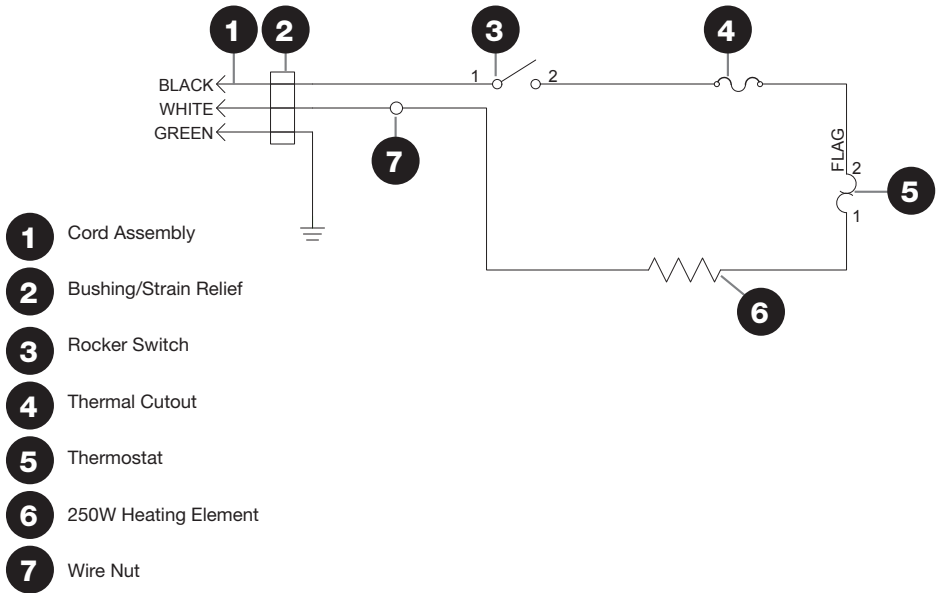 1 2 3 4
1 2
BLACK
WHITE
GREEN
7
FLAG
2
5
1
6
1 Cord Assembly
2 Bushing/Strain Relief
3 Rocker Switch
4 Thermal Cutout
5 Thermostat
6 250W Heating Element
7 Wire Nut